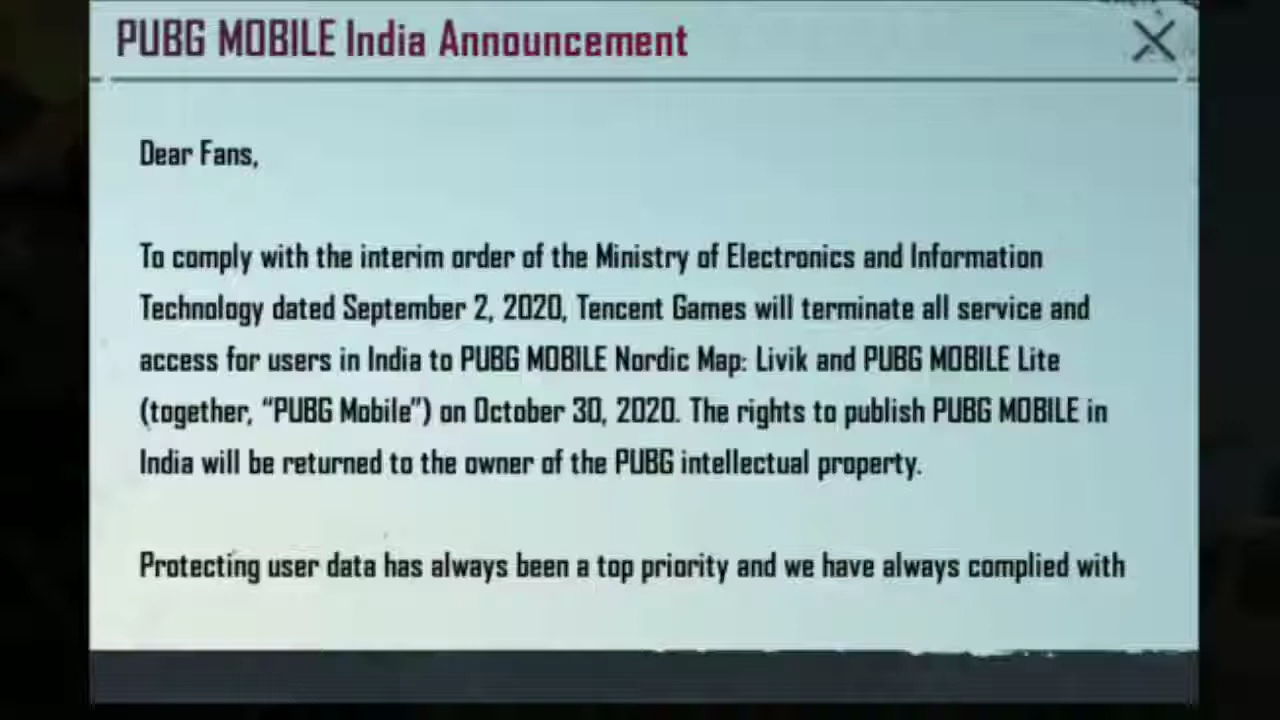 PUBG MOBILE India Announcement
Dear Fans,
To comply with the interim order of the Ministry of Electronics and Information
Technology dated September 2, 2020, Tencent Games will terminate all service and
access for users in India to PUBG MOBILE Nordic Map: Livik and PUBG MOBILE Lite
(together, “PUBG Mobile”) on October 30, 2020. The rights to publish PUBG MOBILE in
India will be returned to the owner of the PUBG intellectual property.
Protecting user data has always been a top priority and we have always complied with